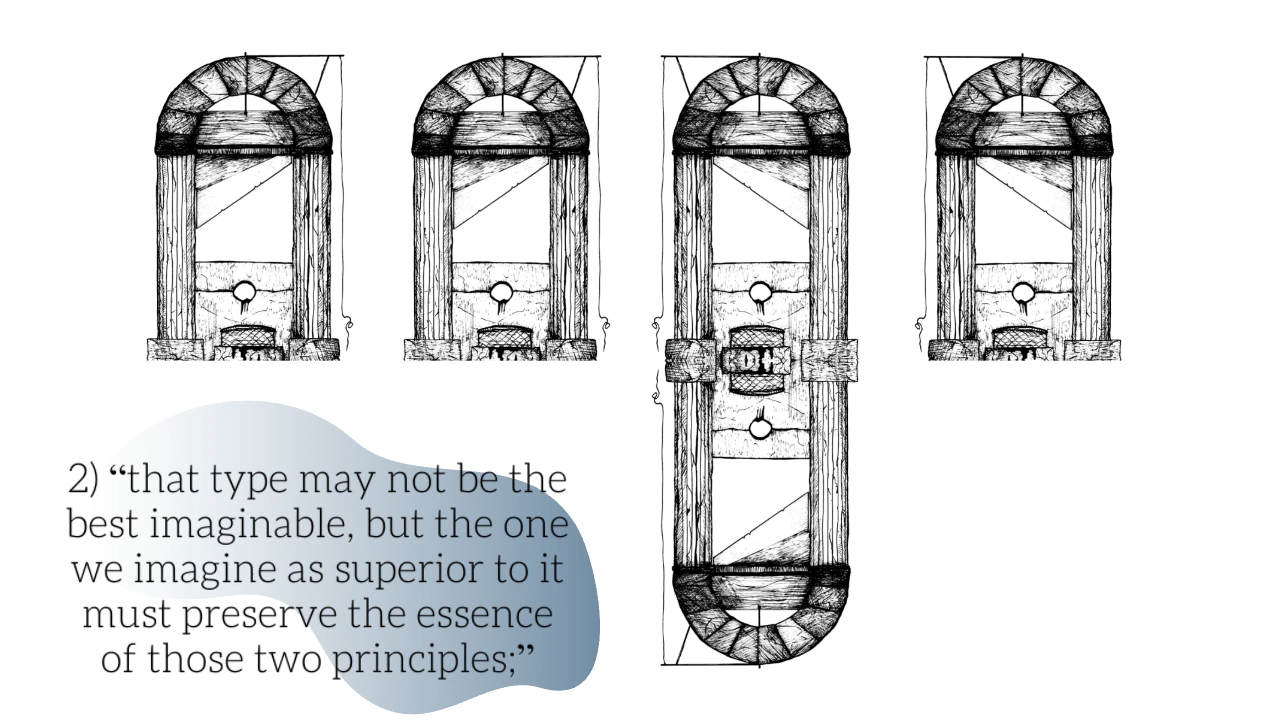 2) “that type may not be the
best imaginable, but the one
we imagine as superior to it
must preserve the essence
of those two principles;”